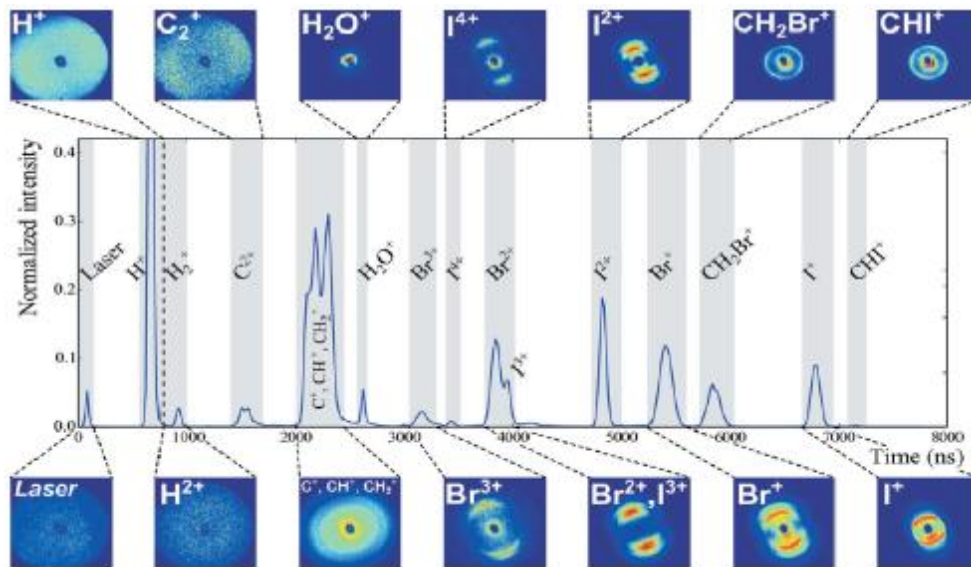 H⁺ C₂⁺ H₂O⁺ I⁴⁺ I²⁺ CH₂Br⁺ CHI⁺
Normalized intensity
0.4
0.3
0.2
0.1
0.0
Laser
H⁺
H₂⁺
C²⁺
C⁺, CH⁺, CH₂⁺
H₂O⁺
Br³⁺
I⁴⁺
Br²⁺
I³⁺
I²⁺
Br⁺
CH₂Br⁺
I⁺
CHI⁺
0 1000 2000 3000 4000 5000 6000 7000 8000
Time (ns)
Laser H²⁺ C⁺, CH⁺, CH₂⁺ Br³⁺ Br²⁺,I³⁺ Br⁺ I⁺